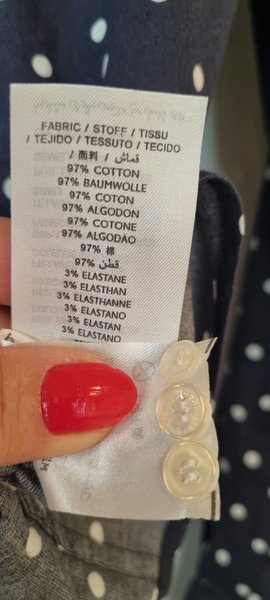 FABRIC / STOFF / TISSU
/ TEJIDO / TESSUTO / TECIDO
/ 面料 / قماش /
97% COTTON
97% BAUMWOLLE
97% COTON
97% ALGODON
97% COTONE
97% ALGODÃO
97% 棉
97% قطن
3% ELASTANE
3% ELASTHAN
3% ELASTHANNE
3% ELASTANO
3% ELASTAN
3% ELASTANO